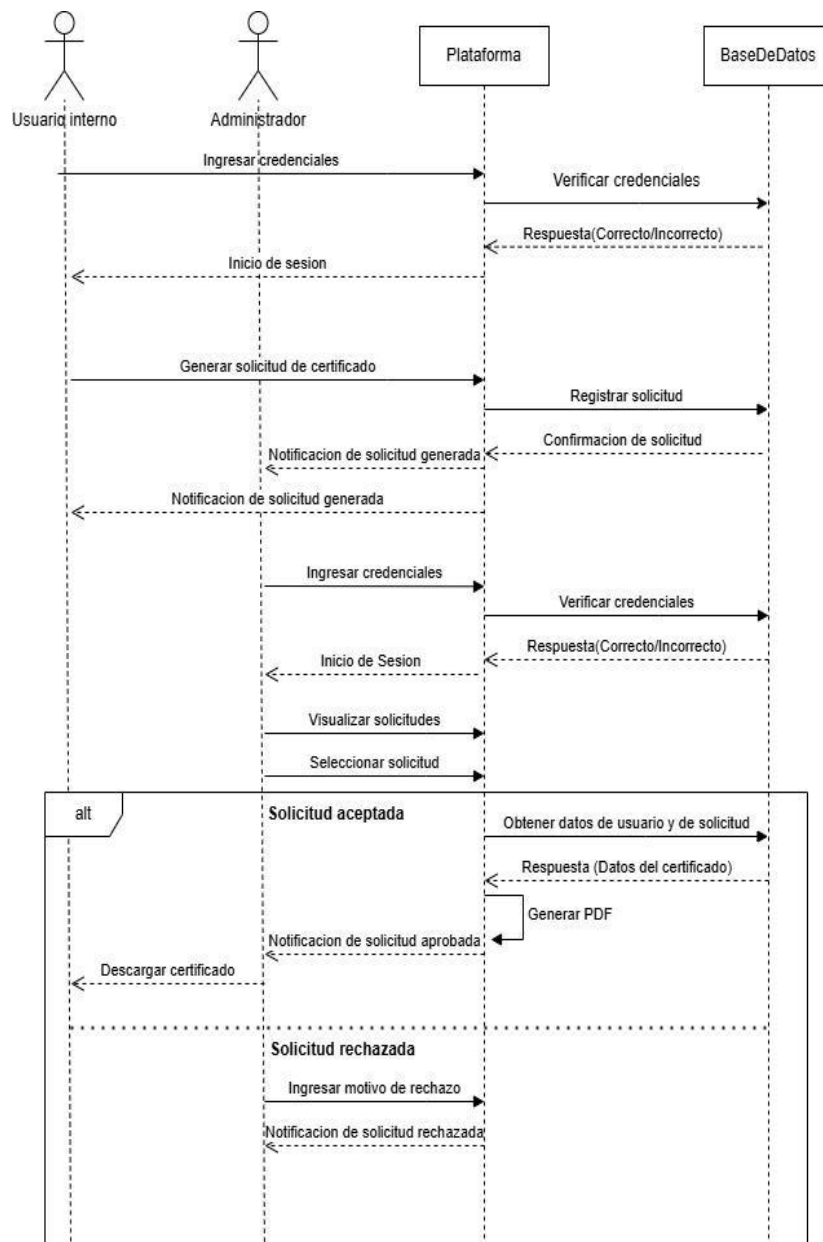 Plataforma
BaseDeDatos
Usuario interno
Administrador
Ingresar credenciales
Verificar credenciales
Respuesta(Correcto/Incorrecto)
Inicio de sesion
Generar solicitud de certificado
Registrar solicitud
Confirmacion de solicitud
Notificacion de solicitud generada
Notificacion de solicitud generada
Ingresar credenciales
Verificar credenciales
Respuesta(Correcto/Incorrecto)
Inicio de Sesion
Visualizar solicitudes
Seleccionar solicitud
alt
Solicitud aceptada
Obtener datos de usuario y de solicitud
Respuesta (Datos del certificado)
Generar PDF
Notificacion de solicitud aprobada
Descargar certificado
Solicitud rechazada
Ingresar motivo de rechazo
Notificacion de solicitud rechazada